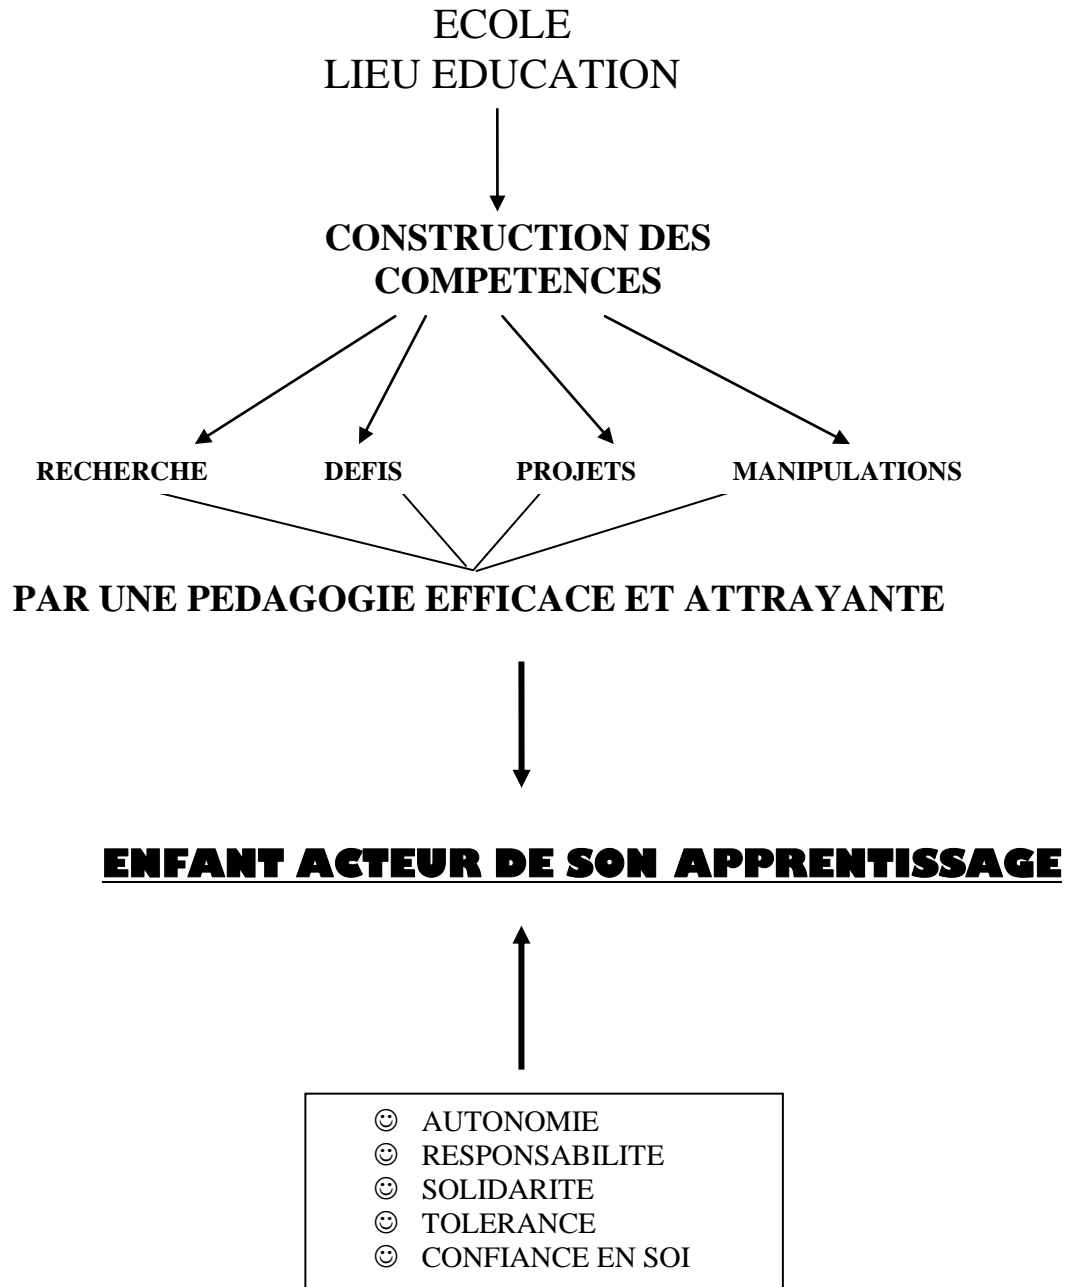 ECOLE
LIEU EDUCATION
CONSTRUCTION DES
COMPETENCES
RECHERCHE DEFIS PROJETS MANIPULATIONS
PAR UNE PEDAGOGIE EFFICACE ET ATTRAYANTE
ENFANT ACTEUR DE SON APPRENTISSAGE
☺ AUTONOMIE
☺ RESPONSABILITE
☺ SOLIDARITE
☺ TOLERANCE
☺ CONFIANCE EN SOI